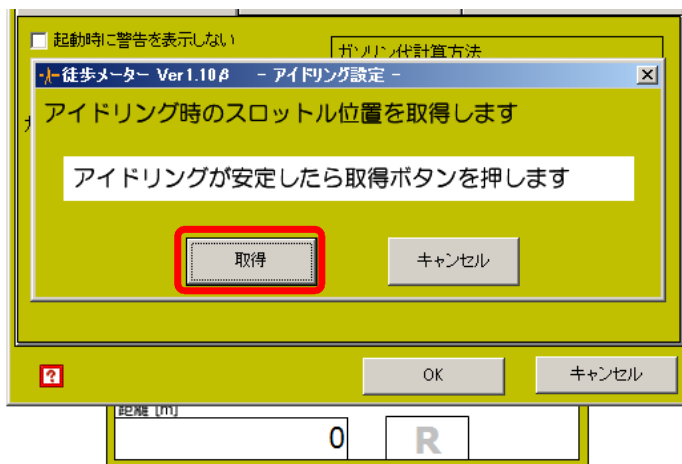 起動時に警告を表示しない
ガソリン代計算方法
徒歩メーター Ver1.10β - アイドリング設定 -
アイドリング時のスロットル位置を取得します
アイドリングが安定したら取得ボタンを押します
取得
キャンセル
?
OK
キャンセル
距離 [m]
0
R